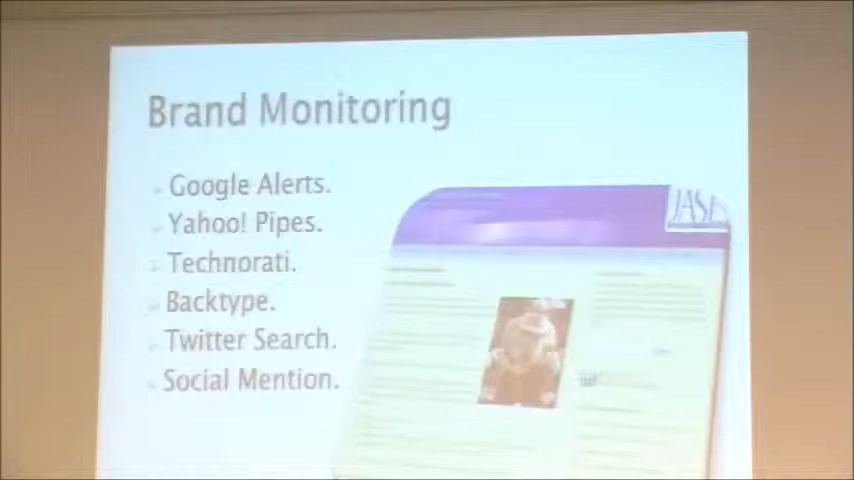 Brand Monitoring
Google Alerts.
Yahoo! Pipes.
Technorati.
Backtype.
Twitter Search.
Social Mention.